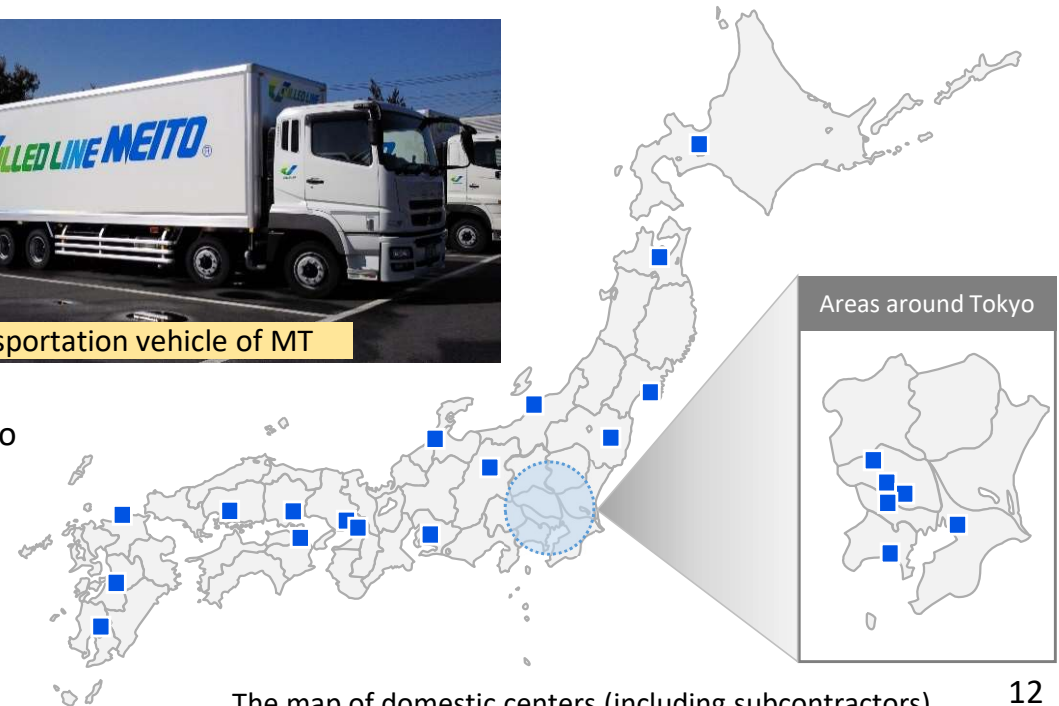 LLED LINE MEITO®
sportation vehicle of MT
o
Areas around Tokyo
The map of domestic centers (including subcontractors)
12